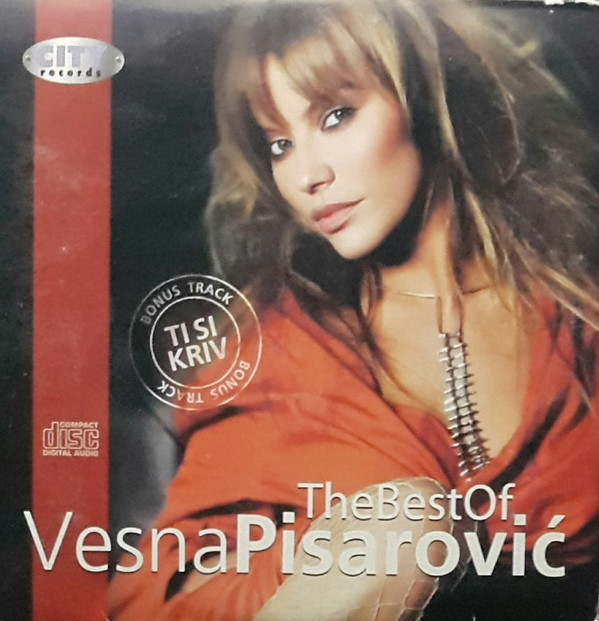 CITY
records
BONUS TRACK
TI SI
KRIV
BONUS TRACK
COMPACT
disc
DIGITAL AUDIO
TheBestOf
VesnaPisarović